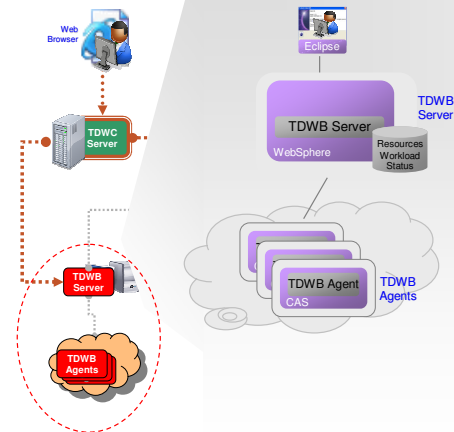 Web
Browser
Eclipse
TDWB
Server
TDWB Server
WebSphere
Resources
Workload
Status
TDWC
Server
TDWB
Server
TDWB Agent
CAS
TDWB
Agents
TDWB
Agents